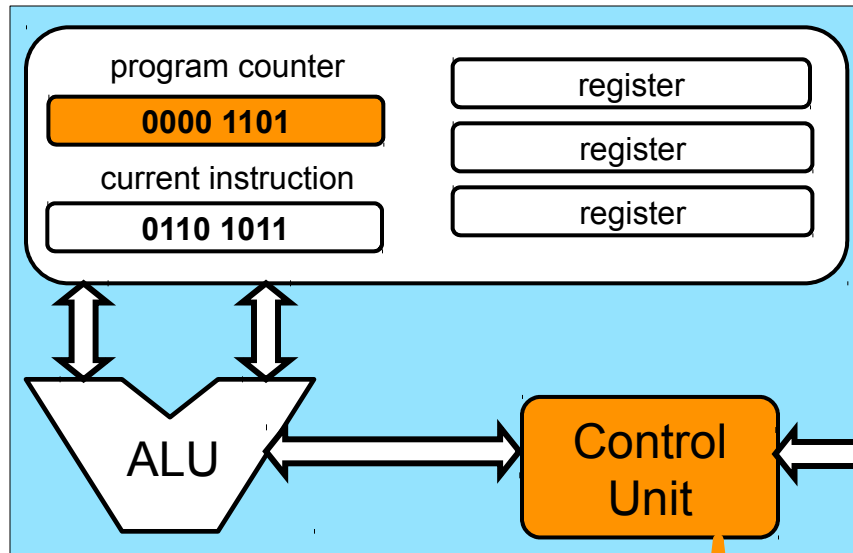 program counter
0000 1101
current instruction
0110 1011
register
register
register
ALU
Control
Unit